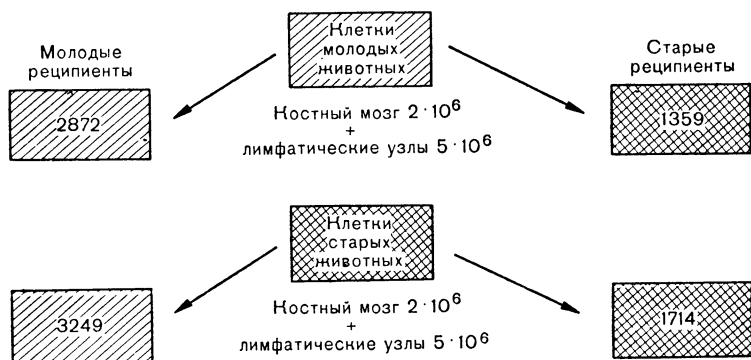 Молодые
реципиенты
Клетки
молодых
животных
Старые
реципиенты
2872
Костный мозг 2·10⁶
+
лимфатические узлы 5·10⁶
1359
Клетки
старых
животных
3249
Костный мозг 2·10⁶
+
лимфатические узлы 5·10⁶
1714